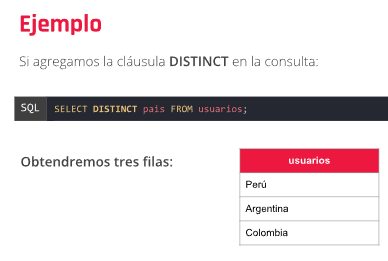 Ejemplo
Si agregamos la cláusula DISTINCT en la consulta:
SQL SELECT DISTINCT pais FROM usuarios;
Obtendremos tres filas:
usuarios
Perú
Argentina
Colombia